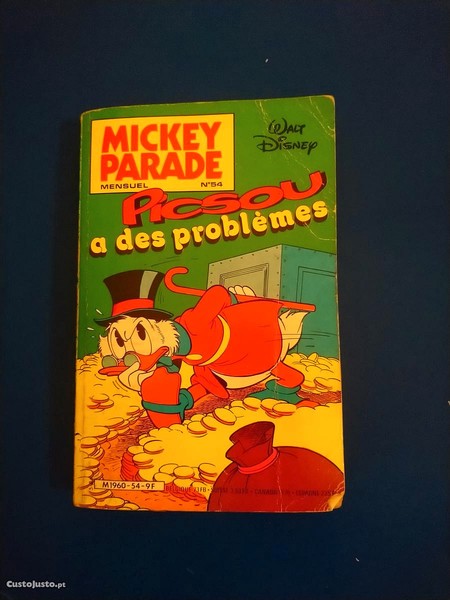 MICKEY
PARADE
MENSUEL N°54
Walt
Disney
Picsou
a des problèmes
M1960-54-9F
CustoJusto.pt